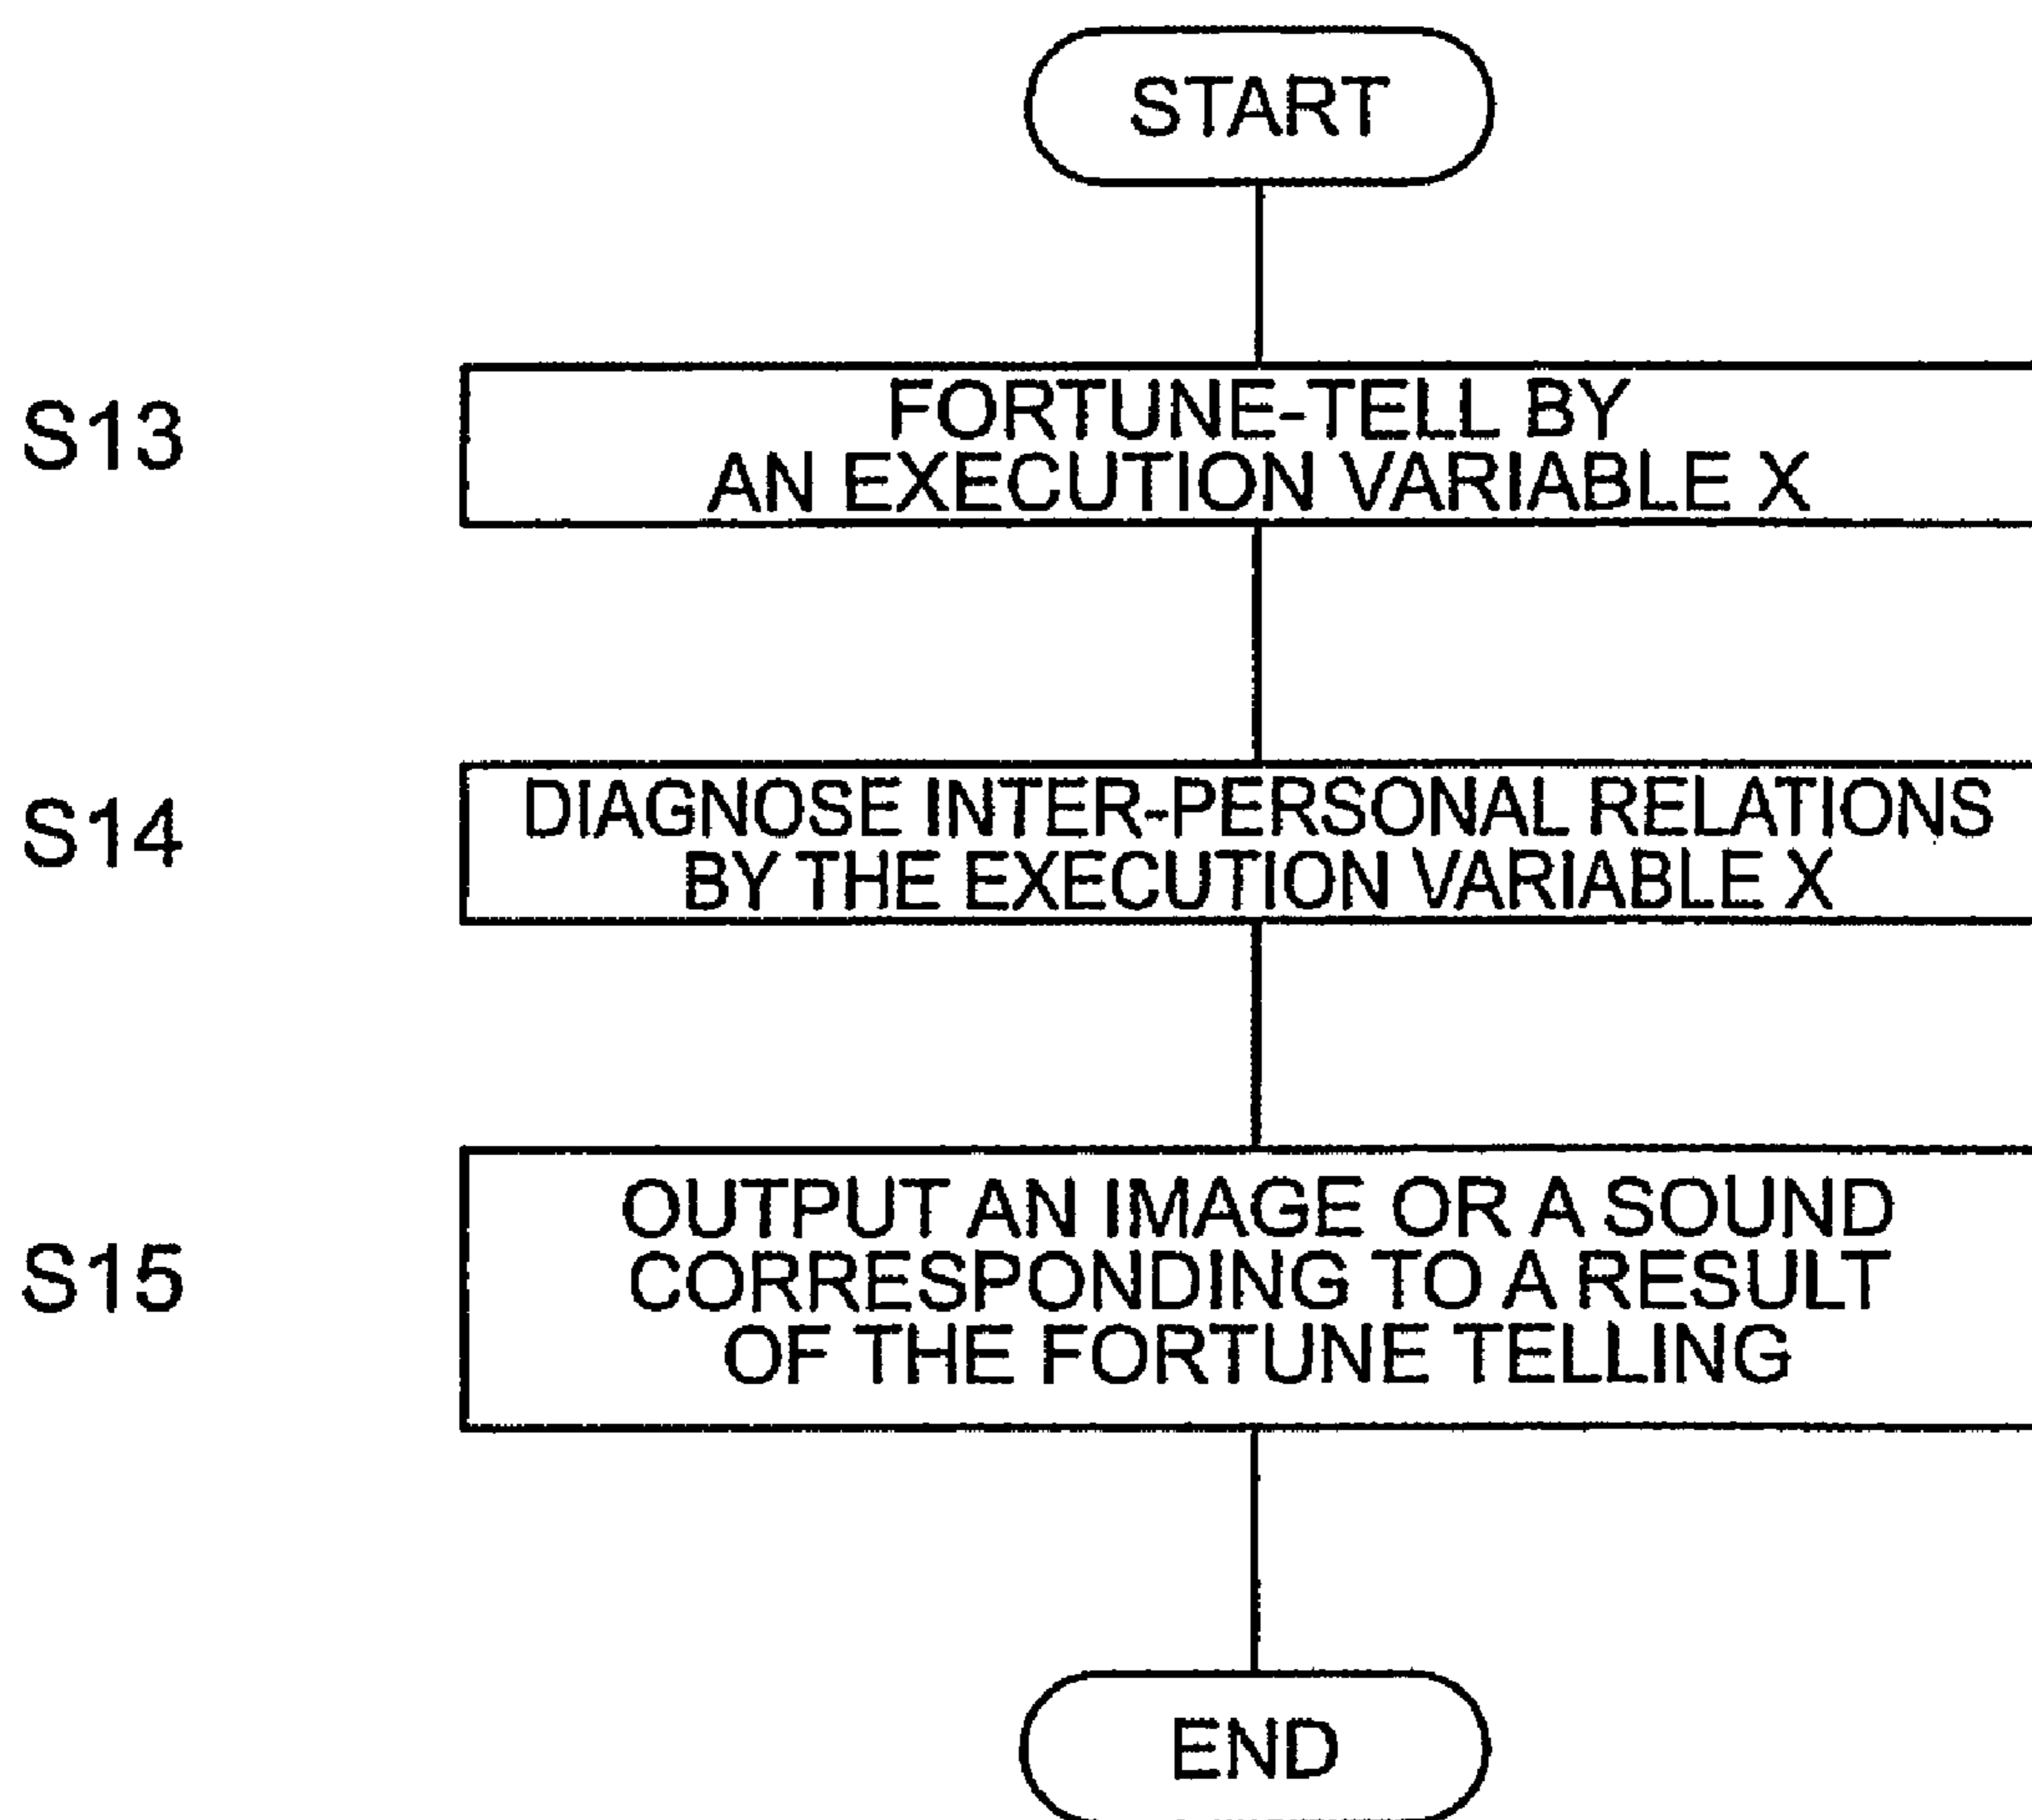 START
S13
FORTUNE-TELL BY
AN EXECUTION VARIABLE X
S14
DIAGNOSE INTER-PERSONAL RELATIONS
BY THE EXECUTION VARIABLE X
S15
OUTPUT AN IMAGE OR A SOUND
CORRESPONDING TO A RESULT
OF THE FORTUNE TELLING
END